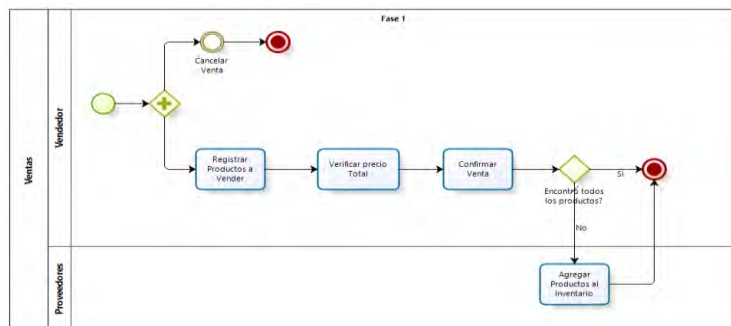 Fase 1
Ventas
Vendedor
Cancelar
Venta
Registrar
Productos a
Vender
Verificar precio
Total
Confirmar
Venta
Encontró todos
los productos?
Si
No
Proveedores
Agregar
Productos al
Inventario